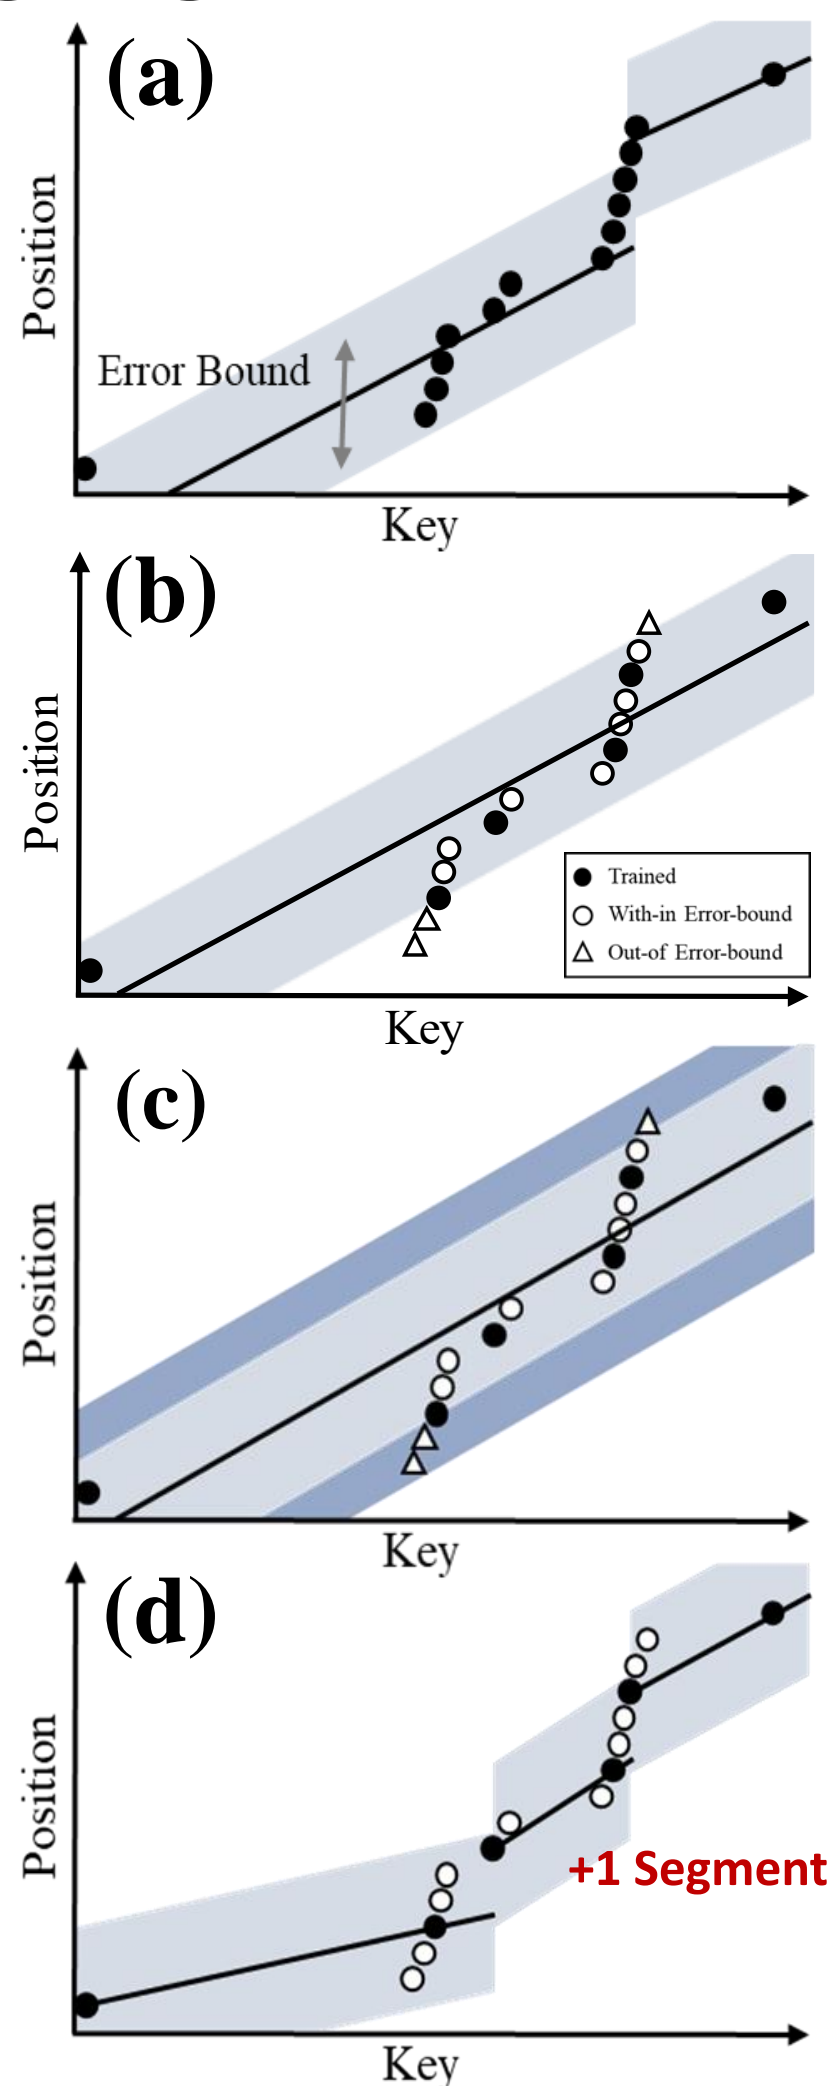 (a)
Position
Error Bound
Key
(b)
Position
Trained
With-in Error-bound
Out-of Error-bound
Key
(c)
Position
Key
(d)
Position
+1 Segment
Key